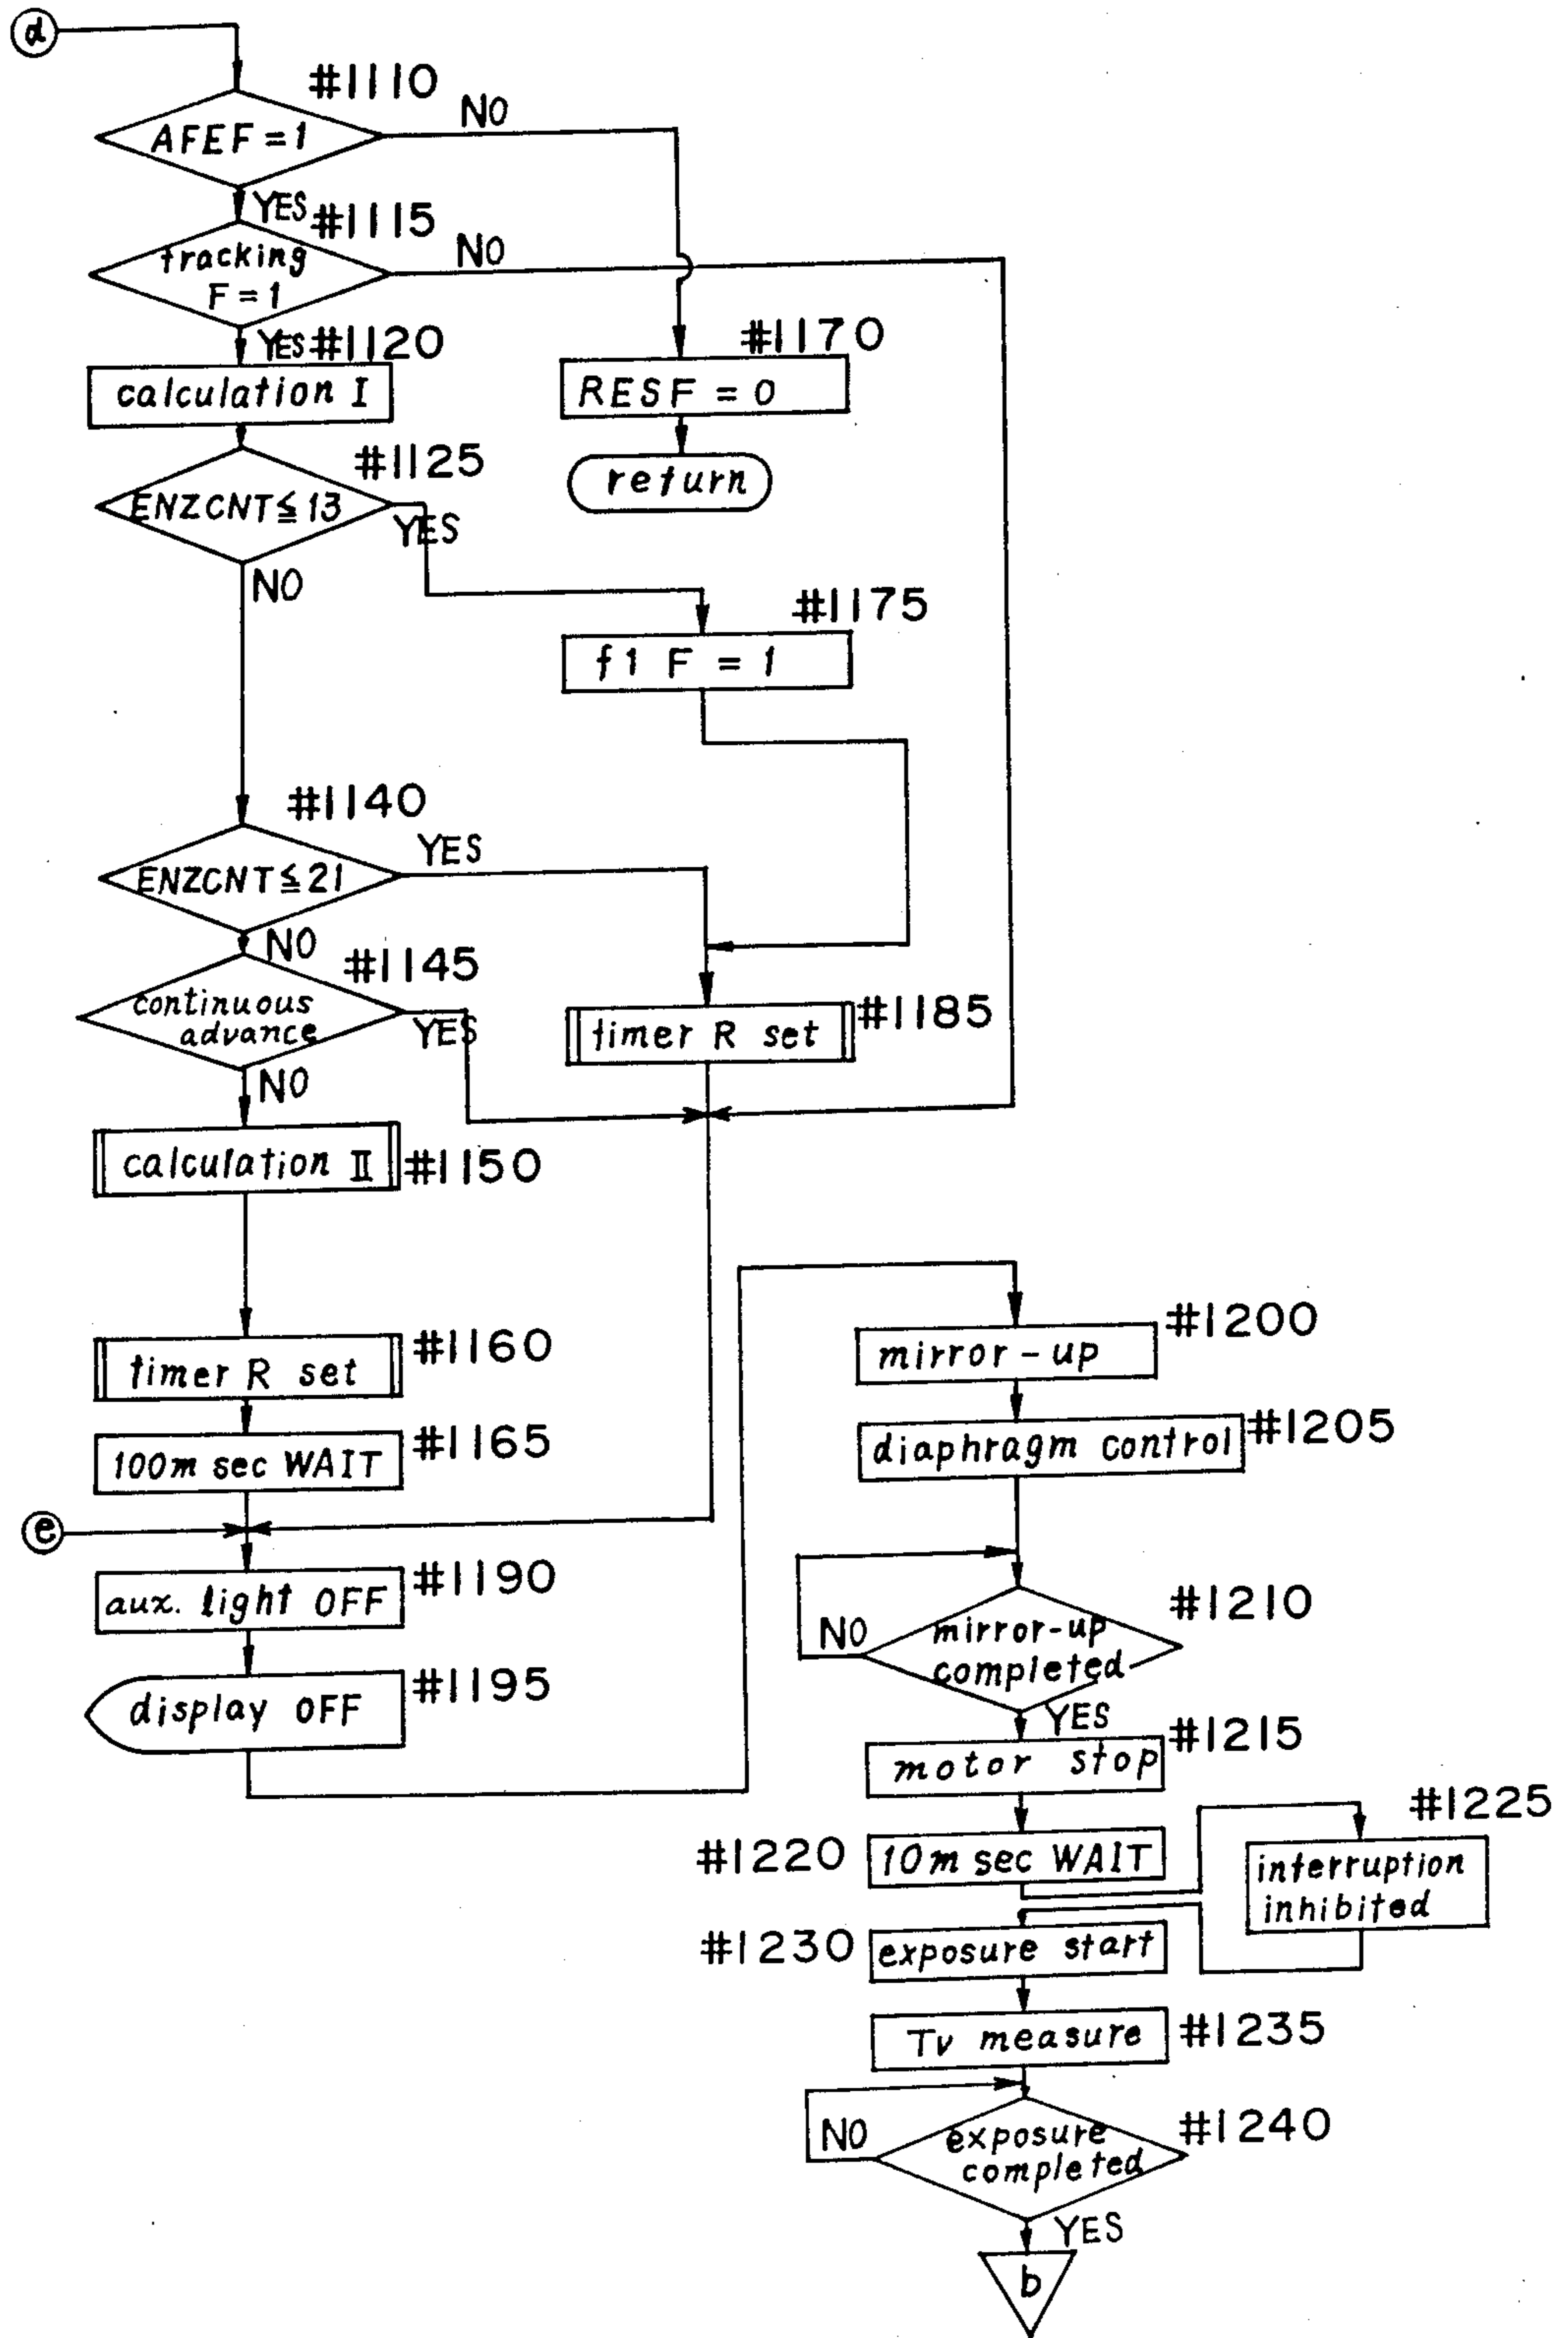 d
#1110
AFEF = 1
NO
YES
#1115
tracking
F = 1
NO
YES
#1120
calculation I
#1170
RESF = 0
return
#1125
ENZCNT ≦ 13
YES
NO
#1175
f1 F = 1
#1140
ENZCNT ≦ 21
YES
NO
#1145
continuous
advance
YES
NO
timer R set
#1185
calculation II
#1150
timer R set
#1160
100m sec WAIT
#1165
e
aux. light OFF
#1190
display OFF
#1195
#1200
mirror-up
diaphragm control
#1205
#1210
NO
mirror-up
completed
YES
#1215
motor stop
#1220
10m sec WAIT
#1225
interruption
inhibited
#1230
exposure start
Tv measure
#1235
NO
exposure
completed
#1240
YES
b